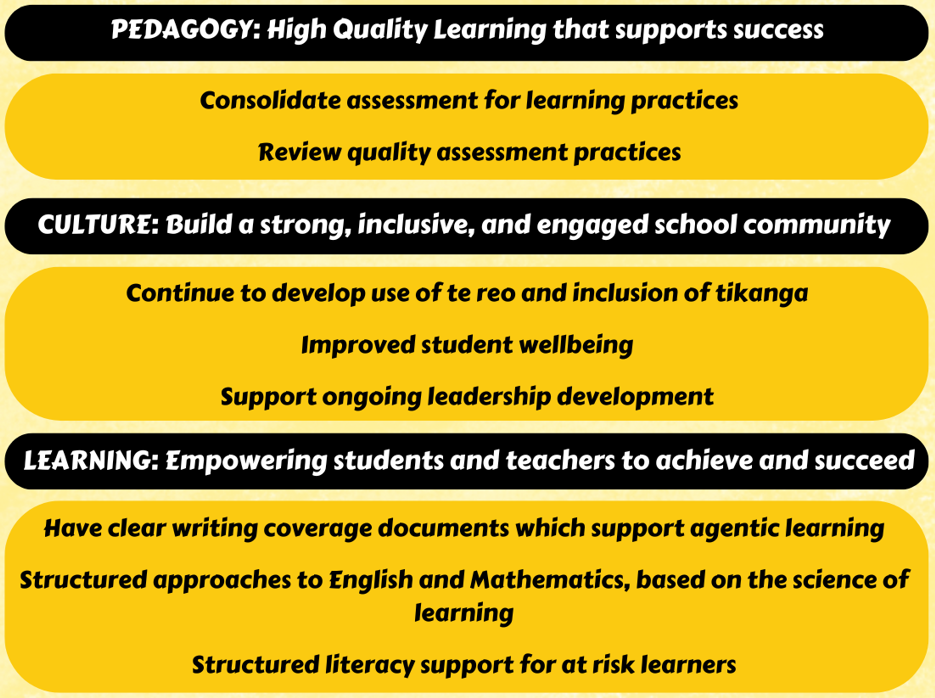 PEDAGOGY: High Quality Learning that supports success
Consolidate assessment for learning practices
Review quality assessment practices
CULTURE: Build a strong, inclusive, and engaged school community
Continue to develop use of te reo and inclusion of tikanga
Improved student wellbeing
Support ongoing leadership development
LEARNING: Empowering students and teachers to achieve and succeed
Have clear writing coverage documents which support agentic learning
Structured approaches to English and Mathematics, based on the science of
learning
Structured literacy support for at risk learners